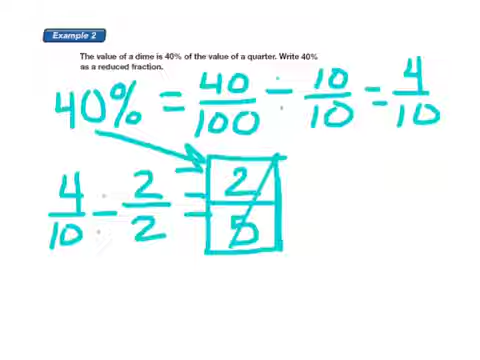 Example 2
The value of a dime is 40% of the value of a quarter. Write 40%
as a reduced fraction.
40% = 40/100 ÷ 10/10 = 4/10
4/10 ÷ 2/2 = 2/5